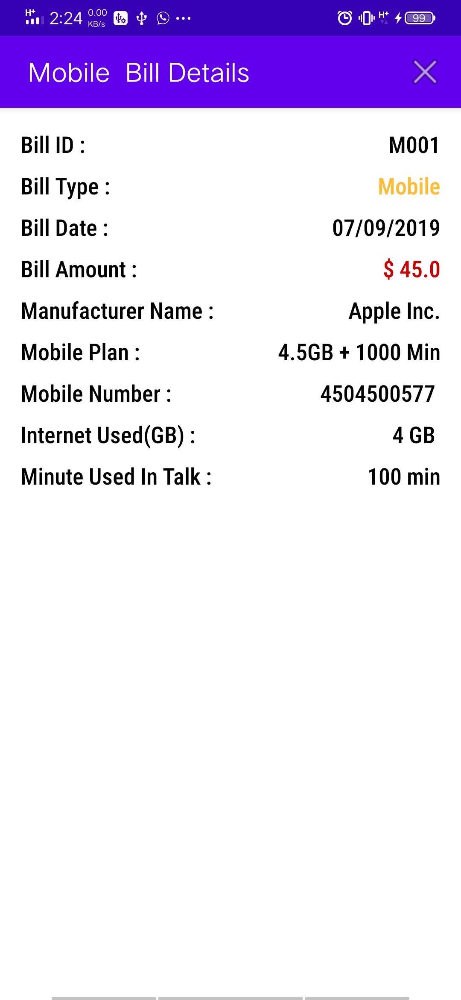 H+ 2:24 0.00 KB/s H+ 99
Mobile Bill Details
Bill ID : M001
Bill Type : Mobile
Bill Date : 07/09/2019
Bill Amount : $ 45.0
Manufacturer Name : Apple Inc.
Mobile Plan : 4.5GB + 1000 Min
Mobile Number : 4504500577
Internet Used(GB) : 4 GB
Minute Used In Talk : 100 min